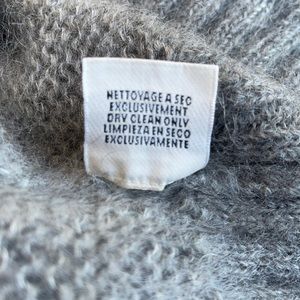 NETTOYAGE A SEC
EXCLUSIVEMENT
DRY CLEAN ONLY
LIMPIEZA EN SECO
EXCLUSIVAMENTE